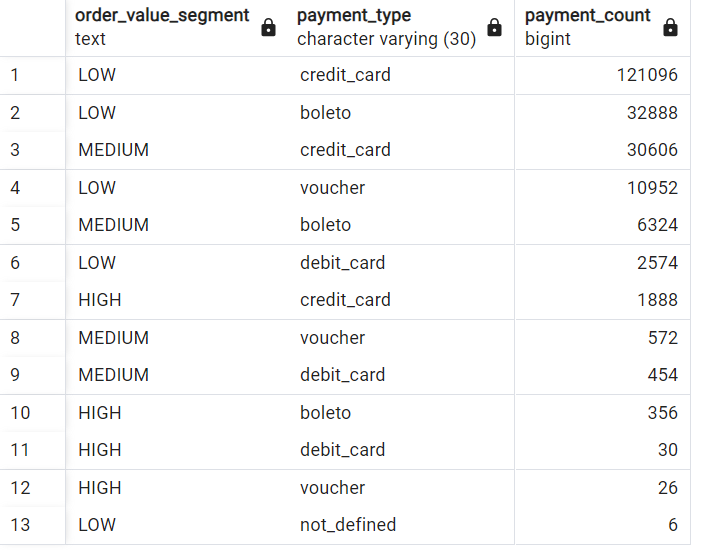 order_value_segment payment_type payment_count
text character varying (30) bigint
1 LOW credit_card 121096
2 LOW boleto 32888
3 MEDIUM credit_card 30606
4 LOW voucher 10952
5 MEDIUM boleto 6324
6 LOW debit_card 2574
7 HIGH credit_card 1888
8 MEDIUM voucher 572
9 MEDIUM debit_card 454
10 HIGH boleto 356
11 HIGH debit_card 30
12 HIGH voucher 26
13 LOW not_defined 6